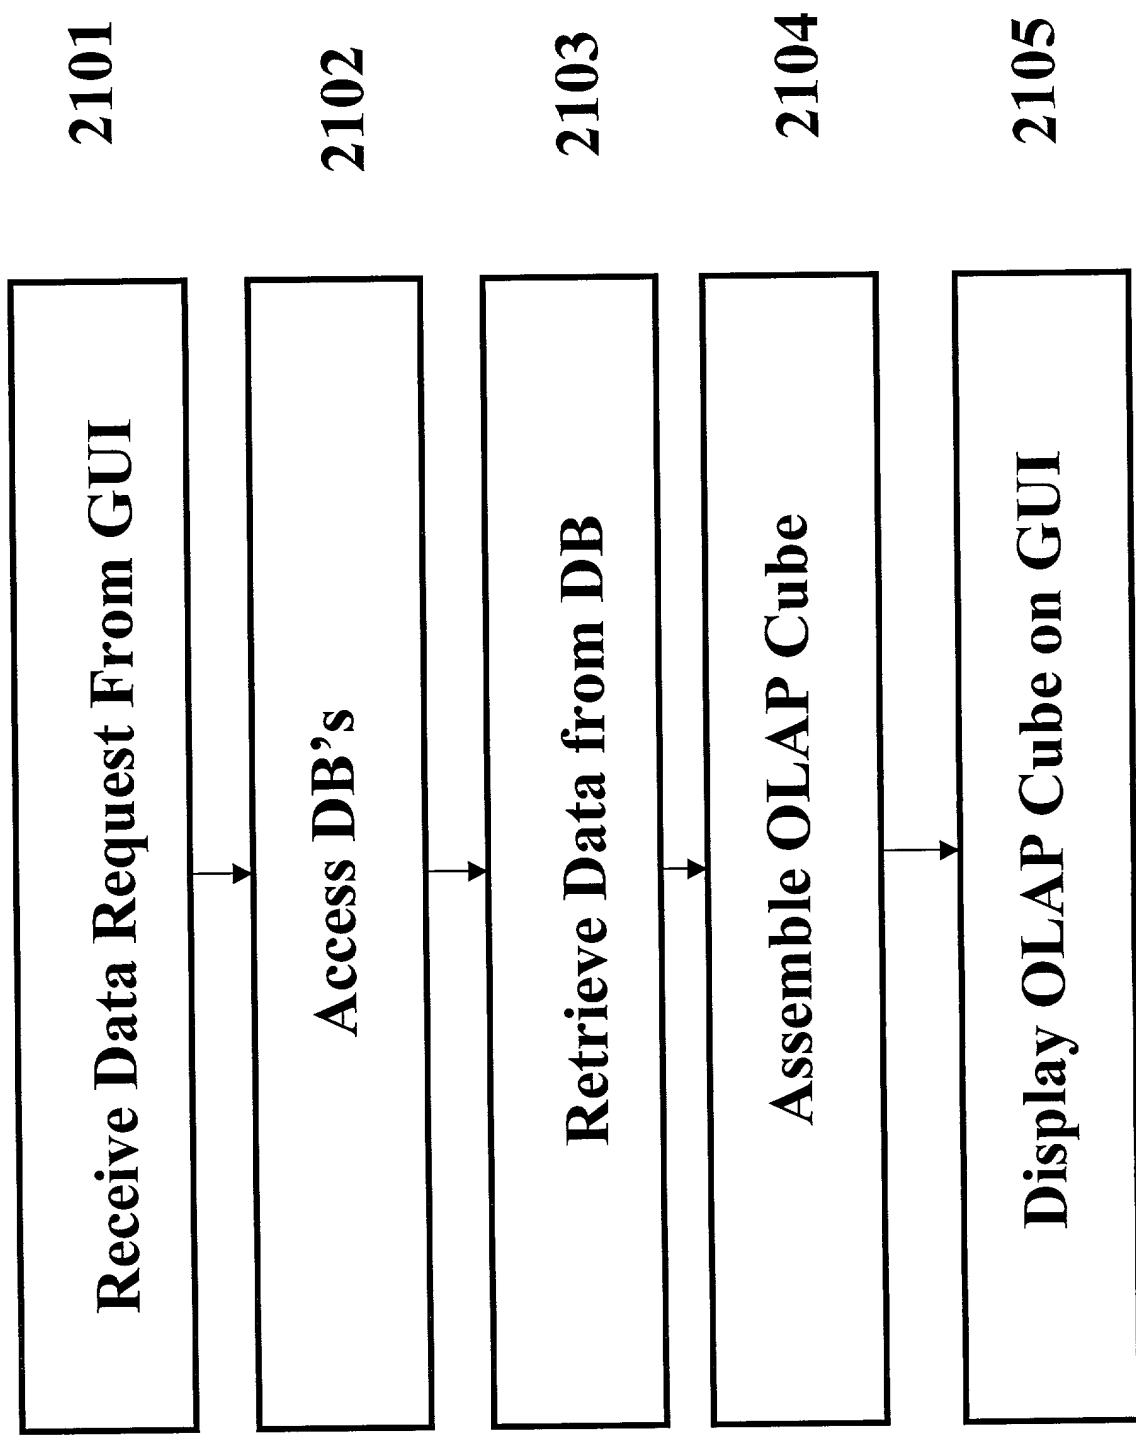 Receive Data Request From GUI 2101
Access DB’s 2102
Retrieve Data from DB 2103
Assemble OLAP Cube 2104
Display OLAP Cube on GUI 2105